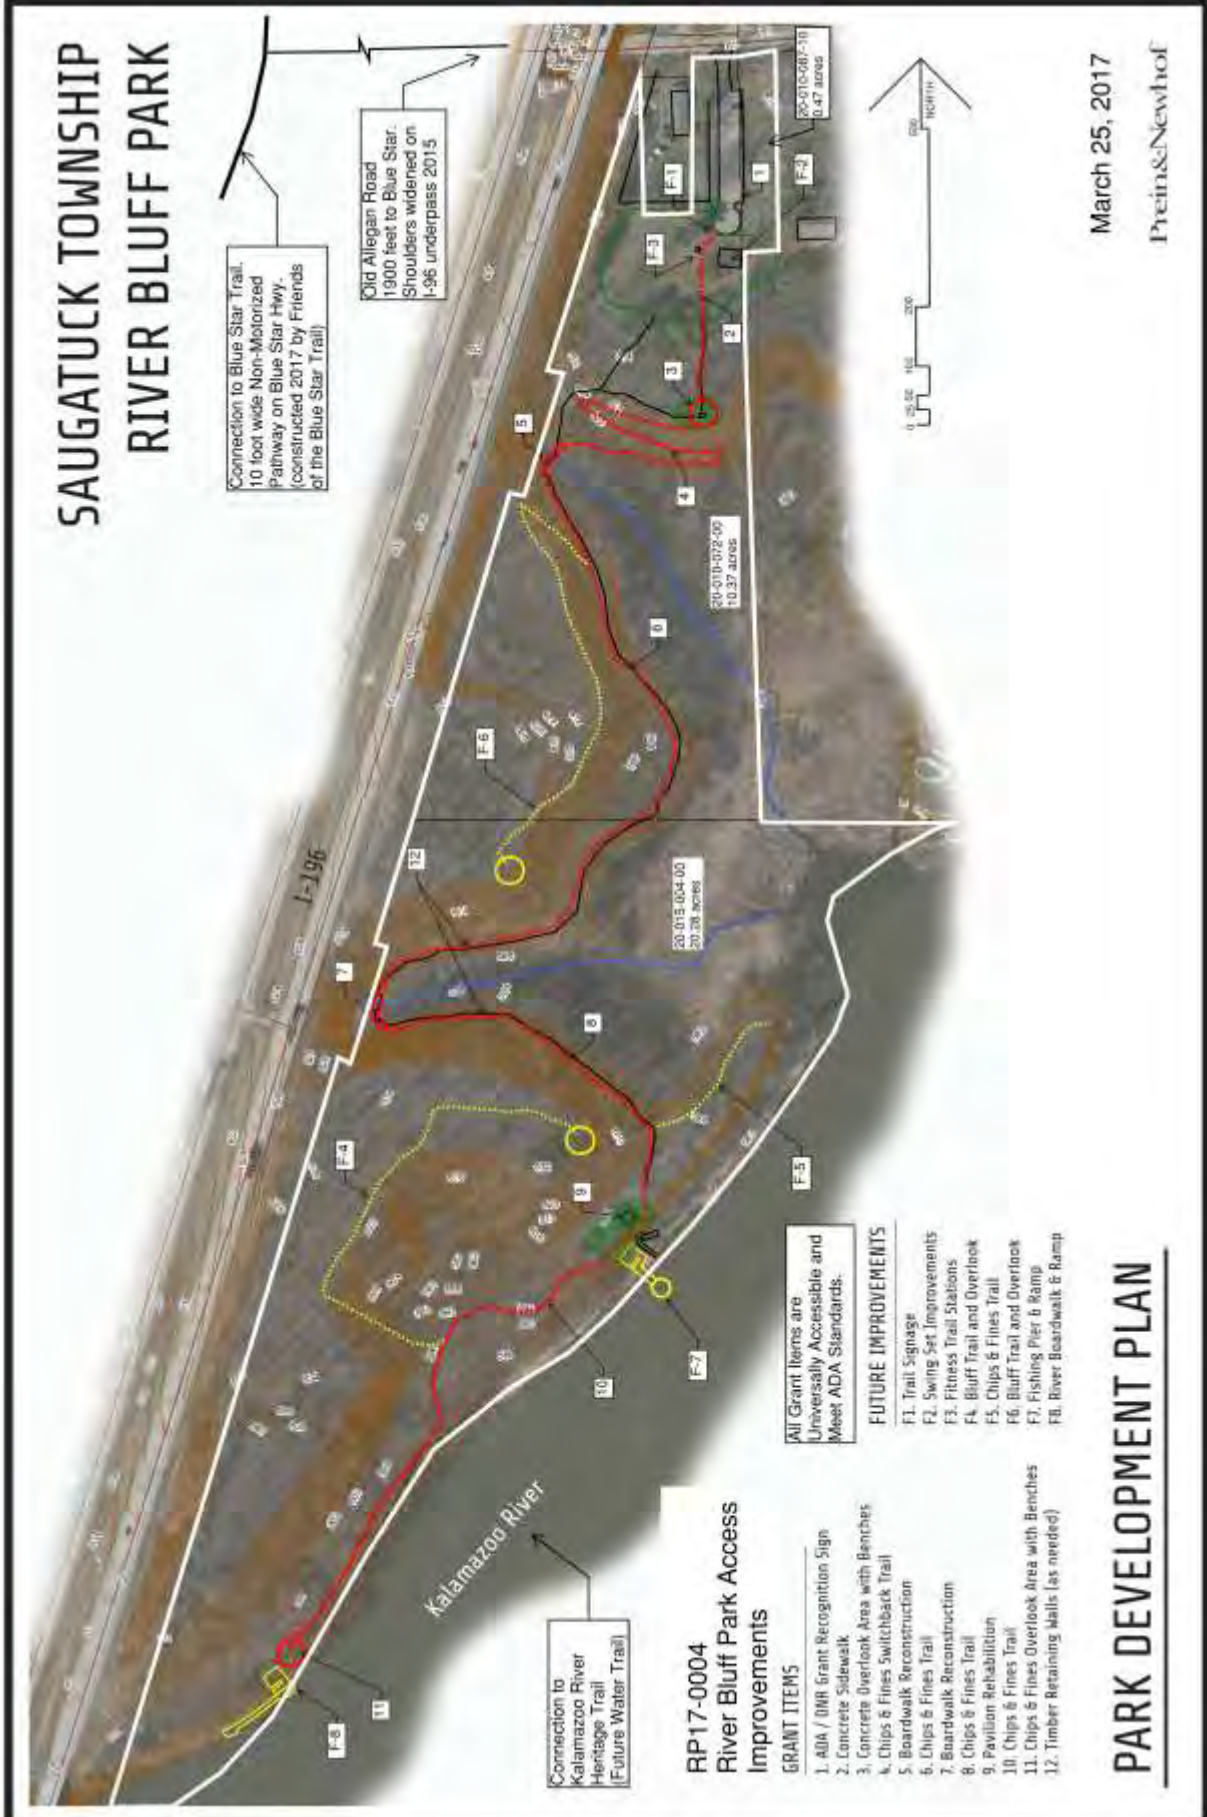 SAUGATUCK TOWNSHIP
RIVER BLUFF PARK
Connection to Blue Star Trail.
10 foot wide Non-Motorized
Pathway on Blue Star Hwy.
(constructed 2017 by Friends
of the Blue Star Trail)
Old Allegan Road
1900 feet to Blue Star.
Shoulders widened on
I-96 underpass 2015
I-196
7
12
F-6
5
F-4
9
8
20-015-004-00
20.28 acres
6
20-010-072-00
10.37 acres
4
3
2
F-3
F-1
1
F-2
20-010-087-10
0.47 acres
F-8
11
10
F-7
F-5
Kalamazoo River
Connection to
Kalamazoo River
Heritage Trail
(Future Water Trail)
0 25 50 100 200 500
NORTH
RP17-0004
River Bluff Park Access
Improvements
GRANT ITEMS
1. ADA / DNR Grant Recognition Sign
2. Concrete Sidewalk
3. Concrete Overlook Area with Benches
4. Chips & Fines Switchback Trail
5. Boardwalk Reconstruction
6. Chips & Fines Trail
7. Boardwalk Reconstruction
8. Chips & Fines Trail
9. Pavilion Rehabilition
10. Chips & Fines Trail
11. Chips & Fines Overlook Area with Benches
12. Timber Retaining Walls (as needed)
All Grant Items are
Universally Accessible and
Meet ADA Standards.
FUTURE IMPROVEMENTS
F1. Trail Signage
F2. Swing Set Improvements
F3. Fitness Trail Stations
F4. Bluff Trail and Overlook
F5. Chips & Fines Trail
F6. Bluff Trail and Overlook
F7. Fishing Pier & Ramp
F8. River Boardwalk & Ramp
PARK DEVELOPMENT PLAN
March 25, 2017
Prein&Newhof